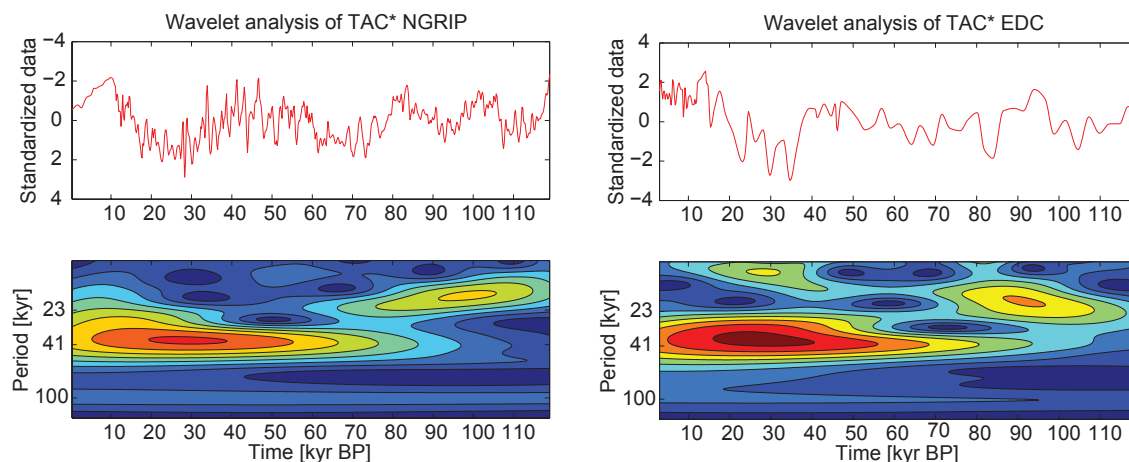 Wavelet analysis of TAC* NGRIP
Standardized data
−4
−2
0
2
4
10 20 30 40 50 60 70 80 90 100 110
Period [kyr]
23
41
100
10 20 30 40 50 60 70 80 90 100 110
Time [kyr BP]
Wavelet analysis of TAC* EDC
Standardized data
4
2
0
−2
−4
10 20 30 40 50 60 70 80 90 100 110
Period [kyr]
23
41
100
10 20 30 40 50 60 70 80 90 100 110
Time [kyr BP]